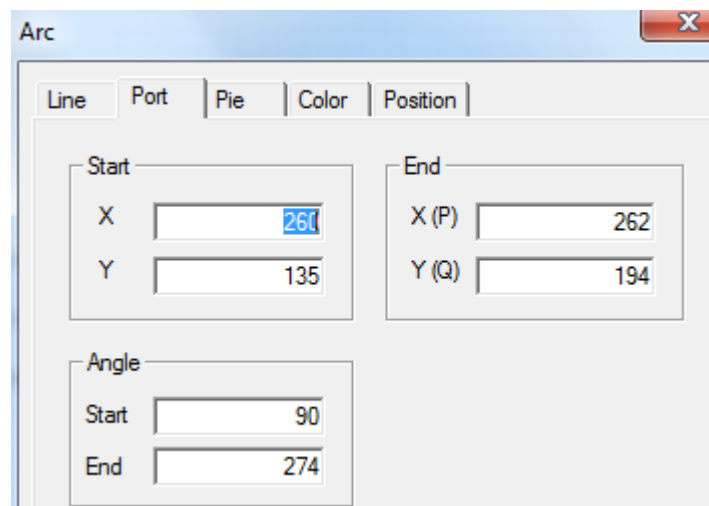 Arc
Line Port Pie Color Position
Start
X 260
Y 135
End
X (P) 262
Y (Q) 194
Angle
Start 90
End 274